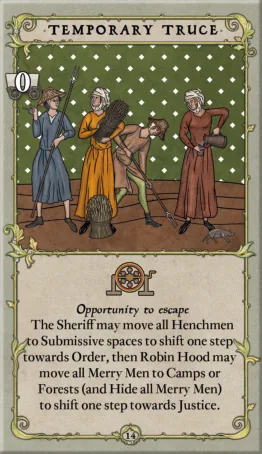 TEMPORARY TRUCE
0
Opportunity to escape
The Sheriff may move all Henchmen
to Submissive spaces to shift one step
towards Order, then Robin Hood may
move all Merry Men to Camps or
Forests (and Hide all Merry Men)
to shift one step towards Justice.
14